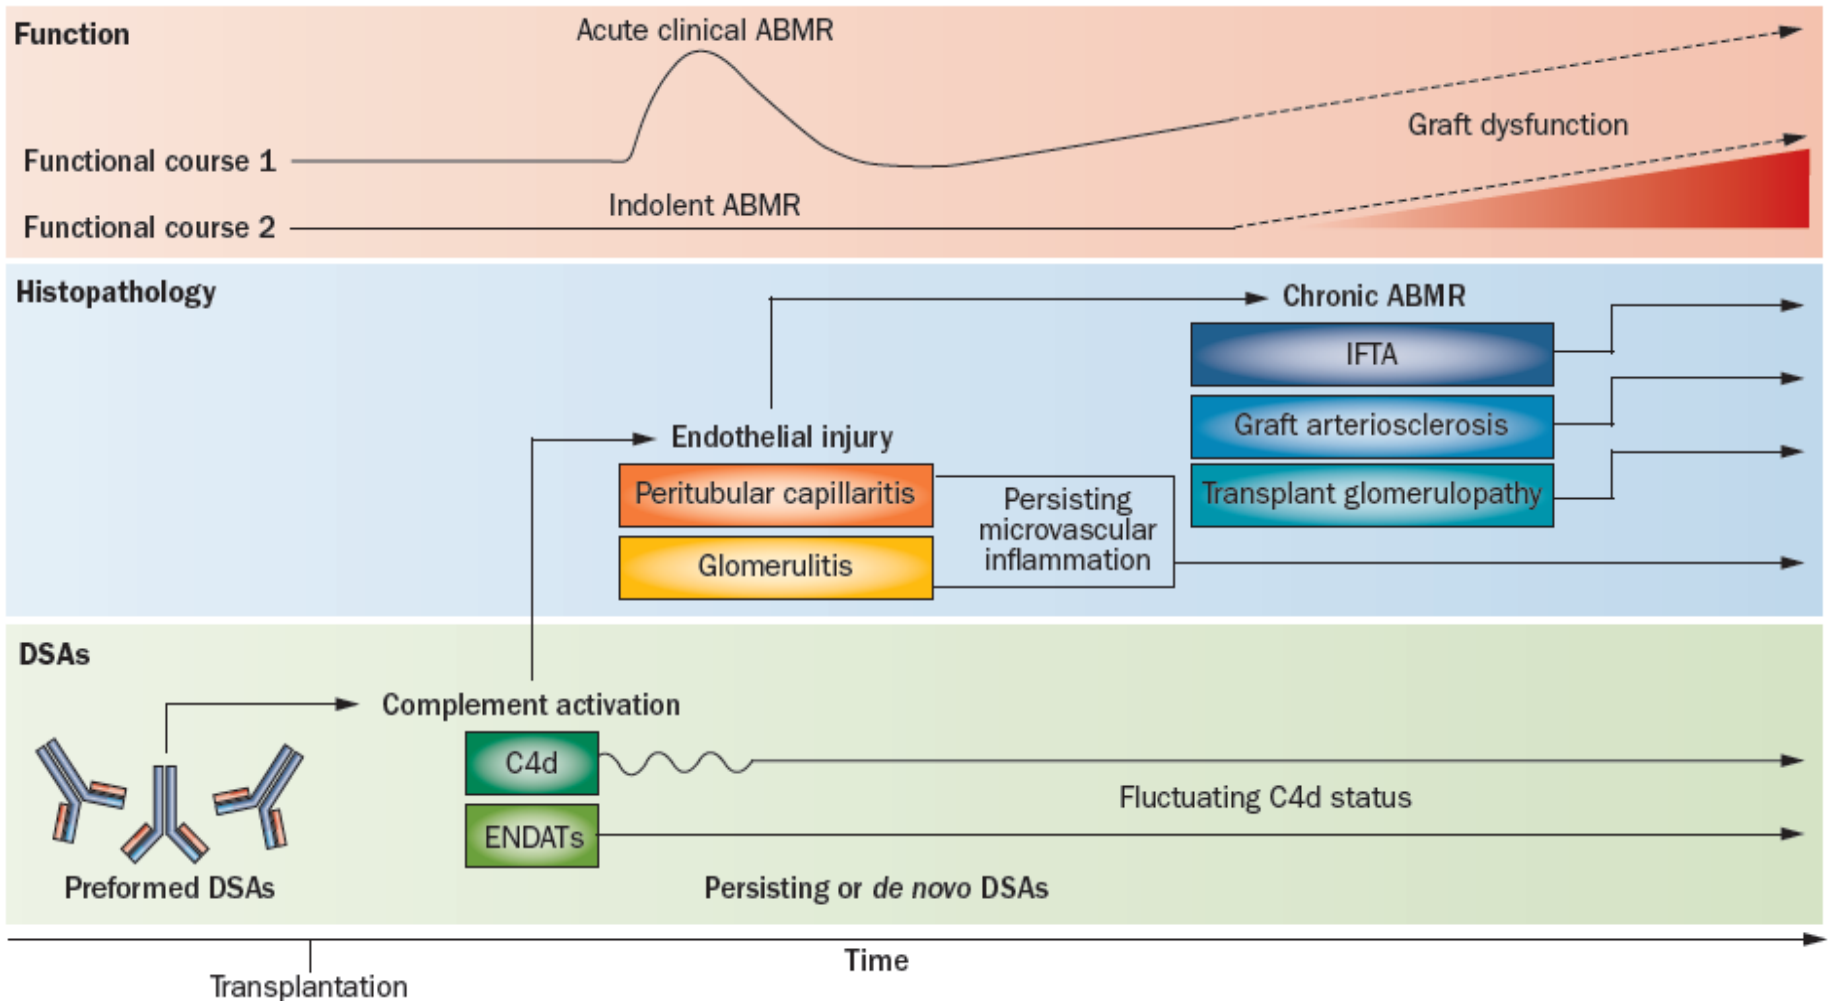 Function
Acute clinical ABMR
Graft dysfunction
Functional course 1
Indolent ABMR
Functional course 2
Histopathology
Chronic ABMR
IFTA
Graft arteriosclerosis
Transplant glomerulopathy
Endothelial injury
Peritubular capillaritis
Glomerulitis
Persisting
microvascular
inflammation
DSAs
Complement activation
C4d
Fluctuating C4d status
ENDATs
Preformed DSAs
Persisting or de novo DSAs
Time
Transplantation